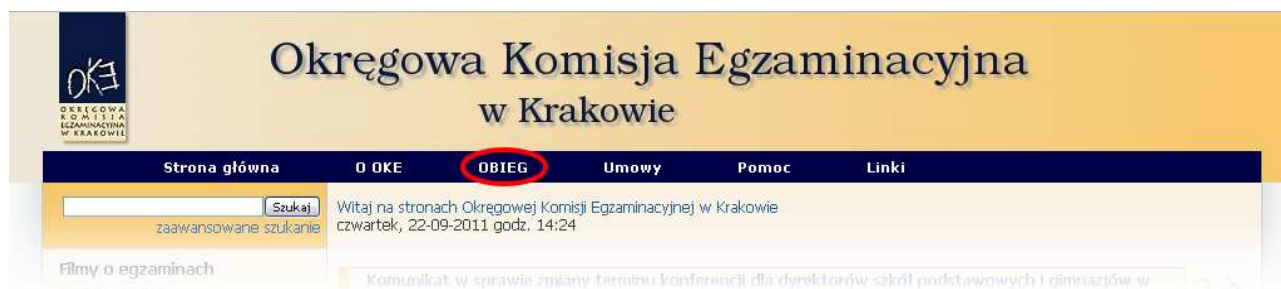 Okręgowa Komisja Egzaminacyjna
w Krakowie
OKE
OKRĘGOWA
KOMISJA
EGZAMINACYJNA
W KRAKOWIE
Strona główna O OKE OBIEG Umowy Pomoc Linki
Szukaj
zaawansowane szukanie
Witaj na stronach Okręgowej Komisji Egzaminacyjnej w Krakowie
czwartek, 22-09-2011 godz. 14:24
Filmy o egzaminach
Komunikat w sprawie zmiany terminu konferencji dla dyrektorów szkół podstawowych i gimnazjów w